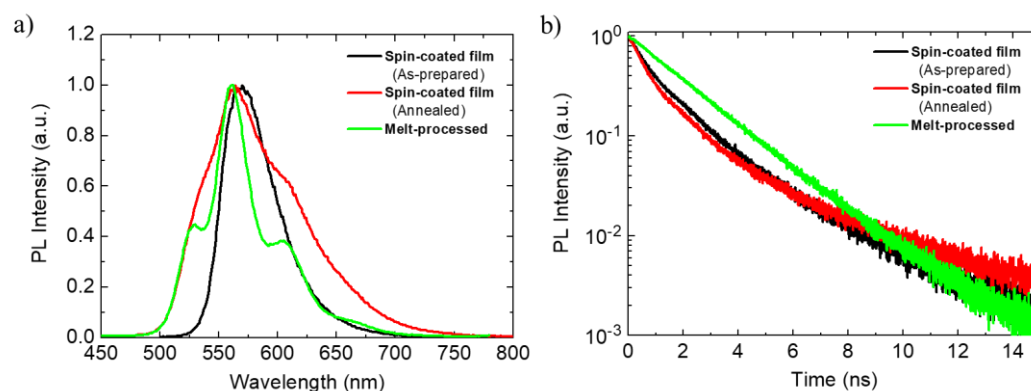 a)
1.2
1.0
0.8
0.6
0.4
0.2
0.0
PL Intensity (a.u.)
450 500 550 600 650 700 750 800
Wavelength (nm)
Spin-coated film
(As-prepared)
Spin-coated film
(Annealed)
Melt-processed
b)
10⁰
10⁻¹
10⁻²
10⁻³
PL Intensity (a.u.)
0 2 4 6 8 10 12 14
Time (ns)
Spin-coated film
(As-prepared)
Spin-coated film
(Annealed)
Melt-processed